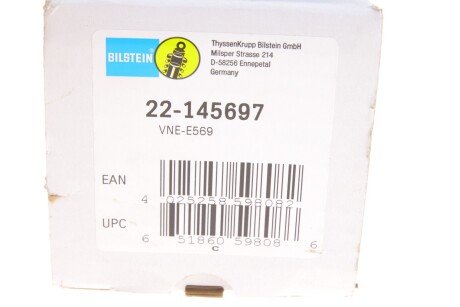 BILSTEIN
ThyssenKrupp Bilstein GmbH
Milsper Strasse 214
D-58256 Ennepetal
Germany
22-145697
VNE-E569
EAN
4 025258 598082
UPC
6 51860 59808 6
C